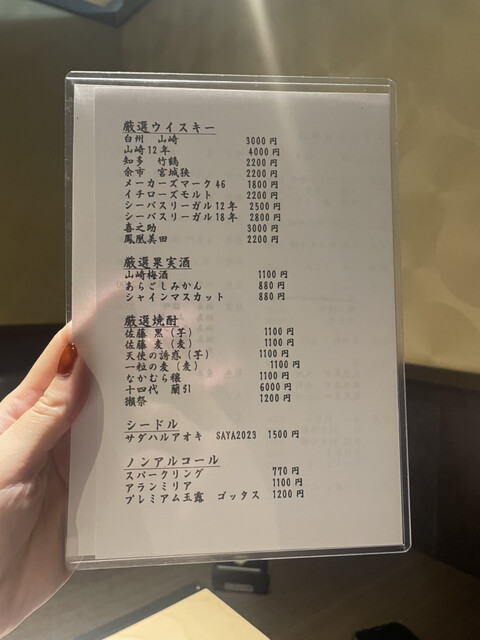 厳選ウイスキー
白州 山崎 3000円
山崎12年 4000円
知多 竹鶴 2200円
余市 宮城狭 2200円
メーカーズマーク46 1800円
イチローズモルト 2200円
シーバスリーガル12年 2500円
シーバスリーガル18年 2800円
喜之助 3000円
鳳凰美田 2200円
厳選果実酒
山崎梅酒 1100円
あらごしみかん 880円
シャインマスカット 880円
厳選焼酎
佐藤 黒(芋) 1100円
佐藤 麦(麦) 1100円
天使の誘惑(芋) 1100円
一粒の麦(麦) 1100円
なかむら穣 1100円
十四代 蘭引 6000円
獺祭 1200円
シードル
サダハルアオキ SAYA2023 1500円
ノンアルコール
スパークリング 770円
アランミリア 1100円
プレミアム玉露 ゴッタス 1200円